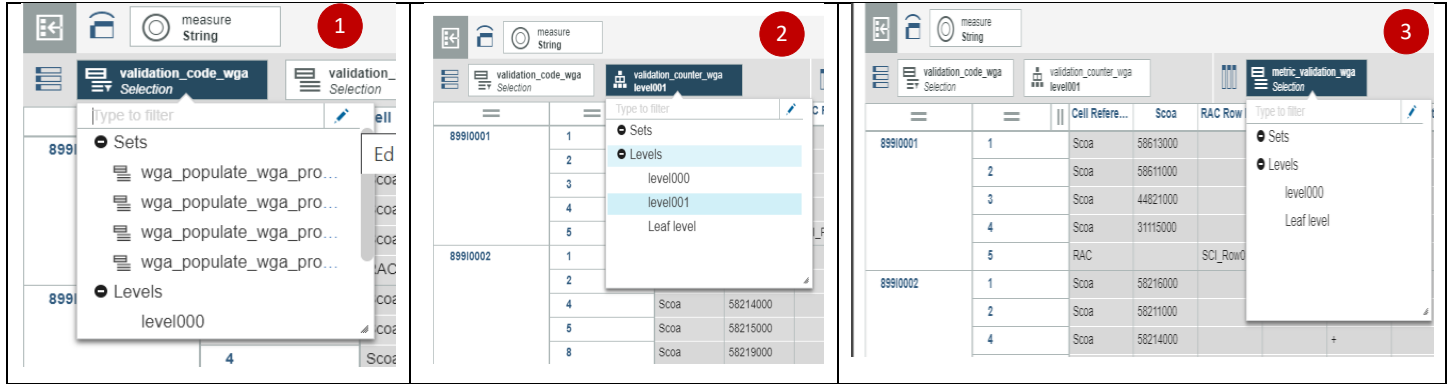 measure
String
1
validation_code_wga
Selection
validation_
Selection
Type to filter
Ed
Sets
wga_populate_wga_pro...
wga_populate_wga_pro...
wga_populate_wga_pro...
wga_populate_wga_pro...
Levels
level000
ell
899I
Scoa
Scoa
RAC
899I
Scoa
Scoa
4
Scoa
measure
String
2
validation_code_wga
Selection
validation_counter_wga
level001
Type to filter
Sets
Levels
level000
level001
Leaf level
899I0001
1
2
3
4
5
899I0002
1
2
4 Scoa 58214000
5 Scoa 58215000
8 Scoa 58219000
measure
String
3
validation_code_wga
Selection
validation_counter_wga
level001
metric_validation_wga
Selection
Type to filter
Sets
Levels
level000
Leaf level
Cell Refere... Scoa RAC Row
899I0001 1 Scoa 58613000
2 Scoa 58611000
3 Scoa 44821000
4 Scoa 31115000
5 RAC SCI_Row0
899I0002 1 Scoa 58216000
2 Scoa 58211000
4 Scoa 58214000 +